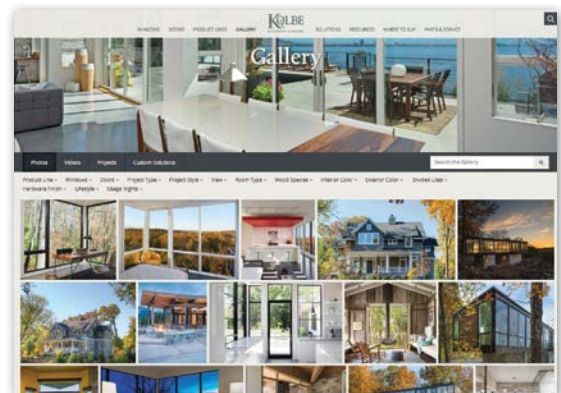 KOLBE
WINDOWS DOORS PRODUCT LINES GALLERY SOLUTIONS RESOURCES WHERE TO BUY PARTS & SERVICE
Gallery
Photos Videos Projects Custom Solutions Search the Gallery
Product Line Windows Doors Project Type Project Style View Room Type Wood Species Interior Color Exterior Color Divided Lites
Hardware Finish Lifestyle Usage Rights